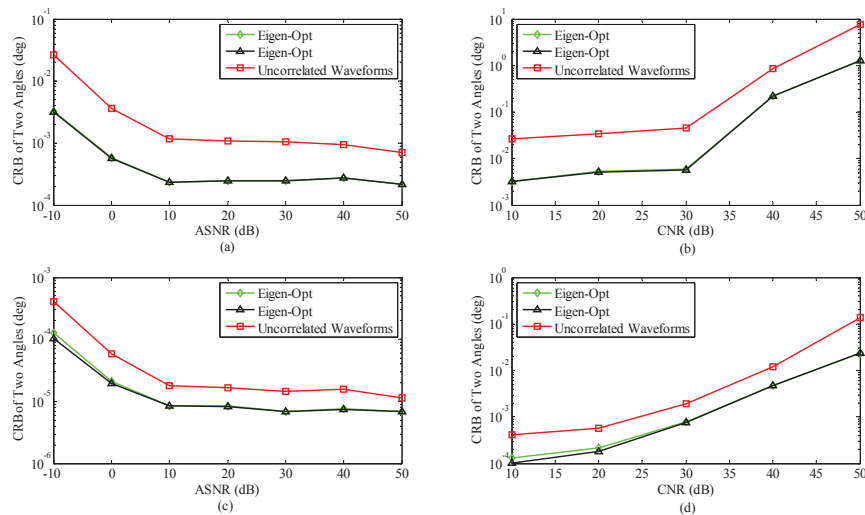 CRB of Two Angles (deg)
10^-1
10^-2
10^-3
10^-4
Eigen-Opt
Eigen-Opt
Uncorrelated Waveforms
-10 0 10 20 30 40 50
ASNR (dB)
(a)
CRB of Two Angles (deg)
10^1
10^0
10^-1
10^-2
10^-3
Eigen-Opt
Eigen-Opt
Uncorrelated Waveforms
10 15 20 25 30 35 40 45 50
CNR (dB)
(b)
CRBof Two Angles (deg)
10^-3
10^-4
10^-5
10^-6
Eigen-Opt
Eigen-Opt
Uncorrelated Waveforms
-10 0 10 20 30 40 50
ASNR (dB)
(c)
CRB of Two Angles (deg)
10^0
10^-1
10^-2
10^-3
10^-4
Eigen-Opt
Eigen-Opt
Uncorrelated Waveforms
10 15 20 25 30 35 40 45 50
CNR (dB)
(d)